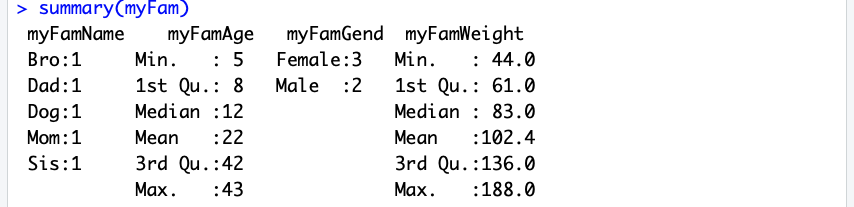 > summary(myFam)
 myFamName    myFamAge   myFamGend  myFamWeight
 Bro:1     Min.   : 5   Female:3   Min.   : 44.0
 Dad:1     1st Qu.: 8   Male  :2   1st Qu.: 61.0
 Dog:1     Median :12              Median : 83.0
 Mom:1     Mean   :22              Mean   :102.4
 Sis:1     3rd Qu.:42              3rd Qu.:136.0
           Max.   :43              Max.   :188.0